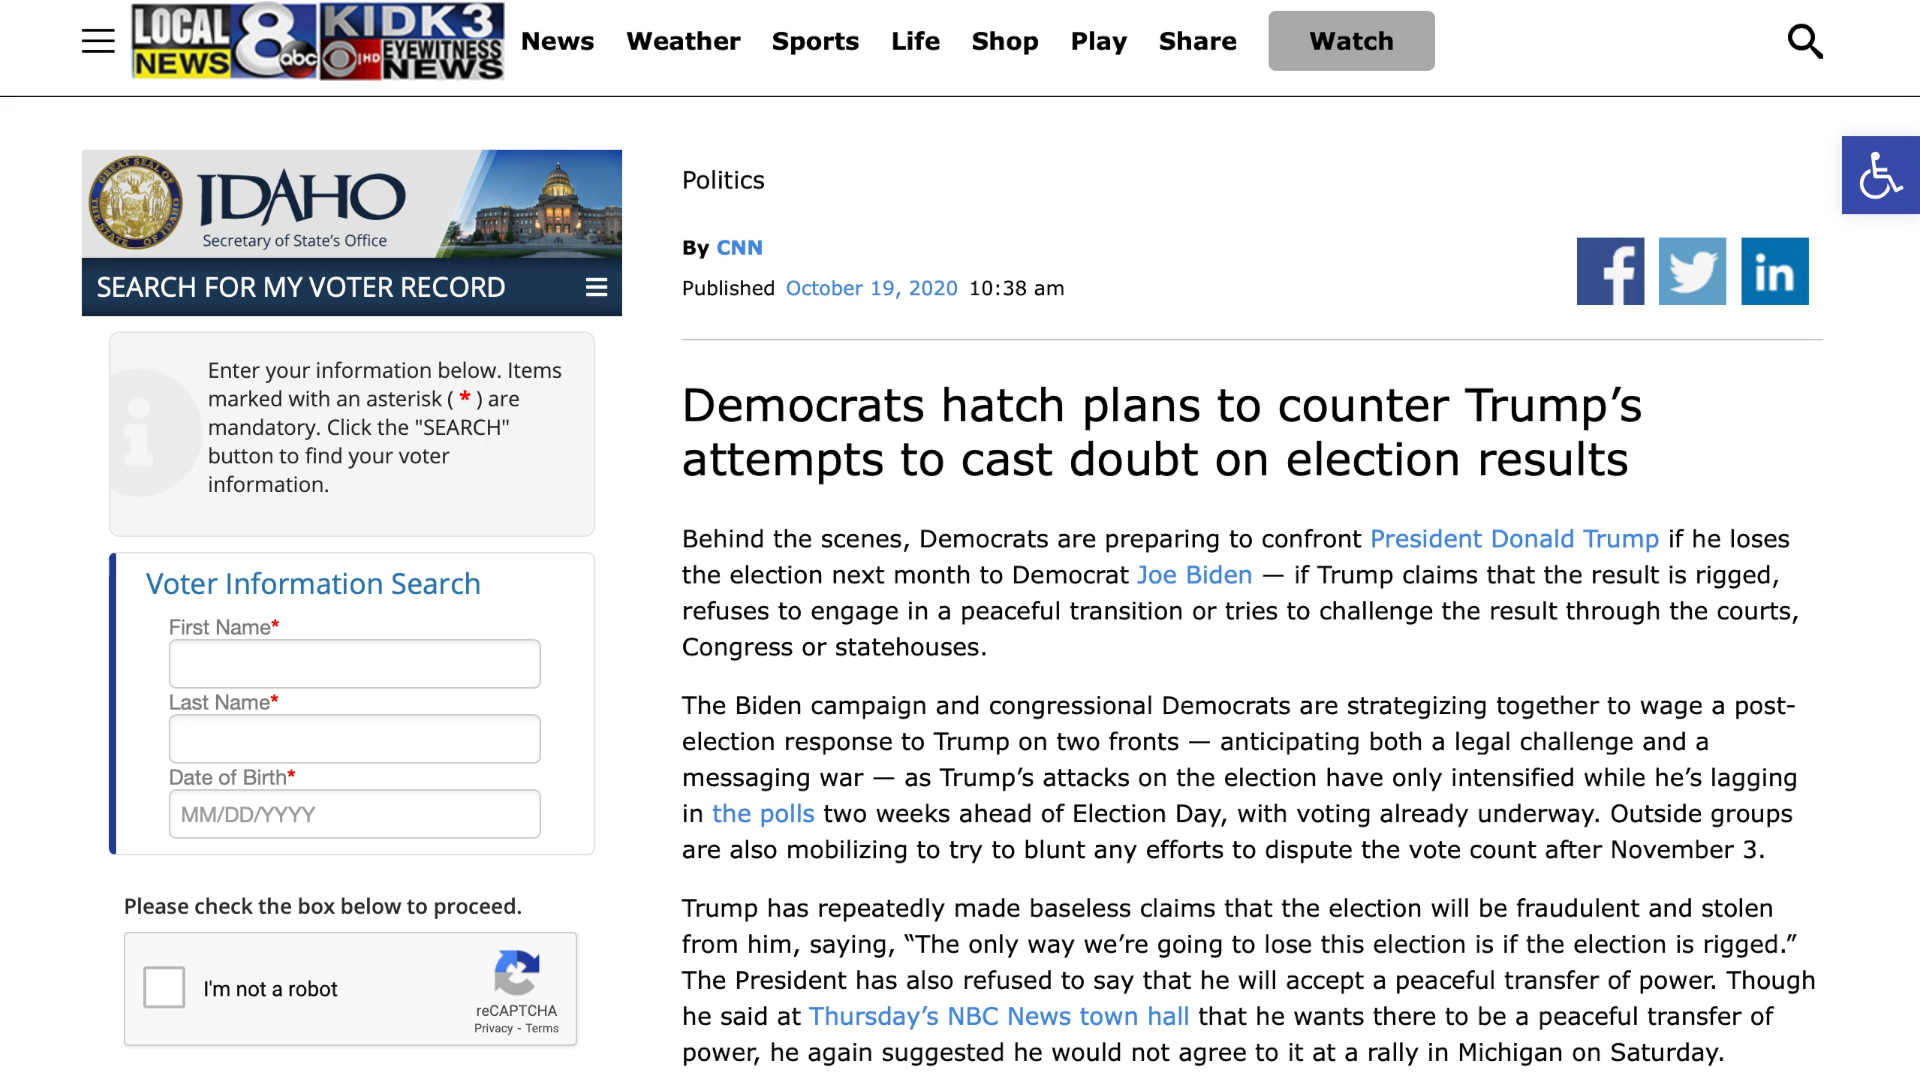 LOCAL
NEWS
8
abc
KIDK3
HD
EYEWITNESS
NEWS
News Weather Sports Life Shop Play Share Watch
IDAHO
Secretary of State's Office
SEARCH FOR MY VOTER RECORD
Enter your information below. Items
marked with an asterisk ( * ) are
mandatory. Click the "SEARCH"
button to find your voter
information.
Voter Information Search
First Name*
Last Name*
Date of Birth*
MM/DD/YYYY
Please check the box below to proceed.
I'm not a robot
reCAPTCHA
Privacy - Terms
Politics
By CNN
Published October 19, 2020 10:38 am
Democrats hatch plans to counter Trump’s
attempts to cast doubt on election results
Behind the scenes, Democrats are preparing to confront President Donald Trump if he loses
the election next month to Democrat Joe Biden — if Trump claims that the result is rigged,
refuses to engage in a peaceful transition or tries to challenge the result through the courts,
Congress or statehouses.
The Biden campaign and congressional Democrats are strategizing together to wage a post-
election response to Trump on two fronts — anticipating both a legal challenge and a
messaging war — as Trump’s attacks on the election have only intensified while he’s lagging
in the polls two weeks ahead of Election Day, with voting already underway. Outside groups
are also mobilizing to try to blunt any efforts to dispute the vote count after November 3.
Trump has repeatedly made baseless claims that the election will be fraudulent and stolen
from him, saying, “The only way we’re going to lose this election is if the election is rigged.”
The President has also refused to say that he will accept a peaceful transfer of power. Though
he said at Thursday’s NBC News town hall that he wants there to be a peaceful transfer of
power, he again suggested he would not agree to it at a rally in Michigan on Saturday.